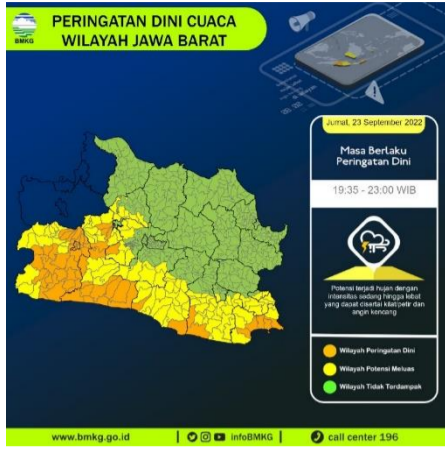 BMKG
PERINGATAN DINI CUACA
WILAYAH JAWA BARAT
Jumat, 23 September 2022
Masa Berlaku
Peringatan Dini
19:35 - 23:00 WIB
Potensi terjadi hujan dengan
intensitas sedang hingga lebat
yang dapat disertai kilat/petir dan
angin kencang
Wilayah Peringatan Dini
Wilayah Potensi Meluas
Wilayah Tidak Terdampak
www.bmkg.go.id | infoBMKG | call center 196